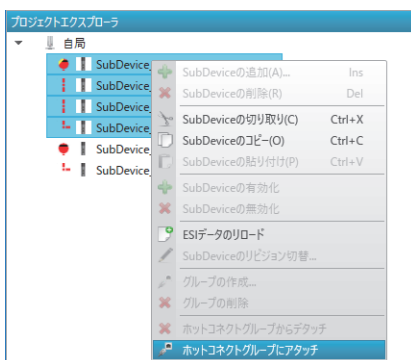 プロジェクトエクスプローラ
自局
SubDevice_
SubDevice_
SubDevice_
SubDevice_
SubDevice_
SubDevice_
SubDeviceの追加(A)... Ins
SubDeviceの削除(R) Del
SubDeviceの切り取り(C) Ctrl+X
SubDeviceのコピー(O) Ctrl+C
SubDeviceの貼り付け(P) Ctrl+V
SubDeviceの有効化
SubDeviceの無効化
ESIデータのリロード
SubDeviceのリビジョン切替...
グループの作成...
グループの削除
ホットコネクトグループからデタッチ
ホットコネクトグループにアタッチ